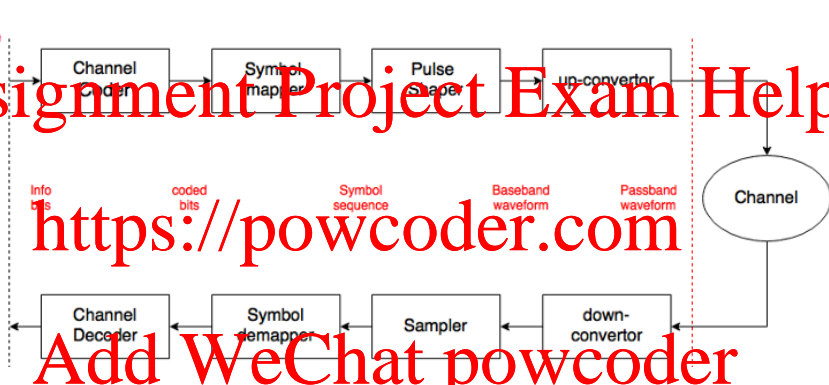 Channel Coder
Symbol mapper
Pulse Shaper
up-convertor
signment Project Exam Help
Channel
Info bits
coded bits
Symbol sequence
Baseband waveform
Passband waveform
https://powcoder.com
Channel Decoder
Symbol demapper
Sampler
down-convertor
Add WeChat powcoder